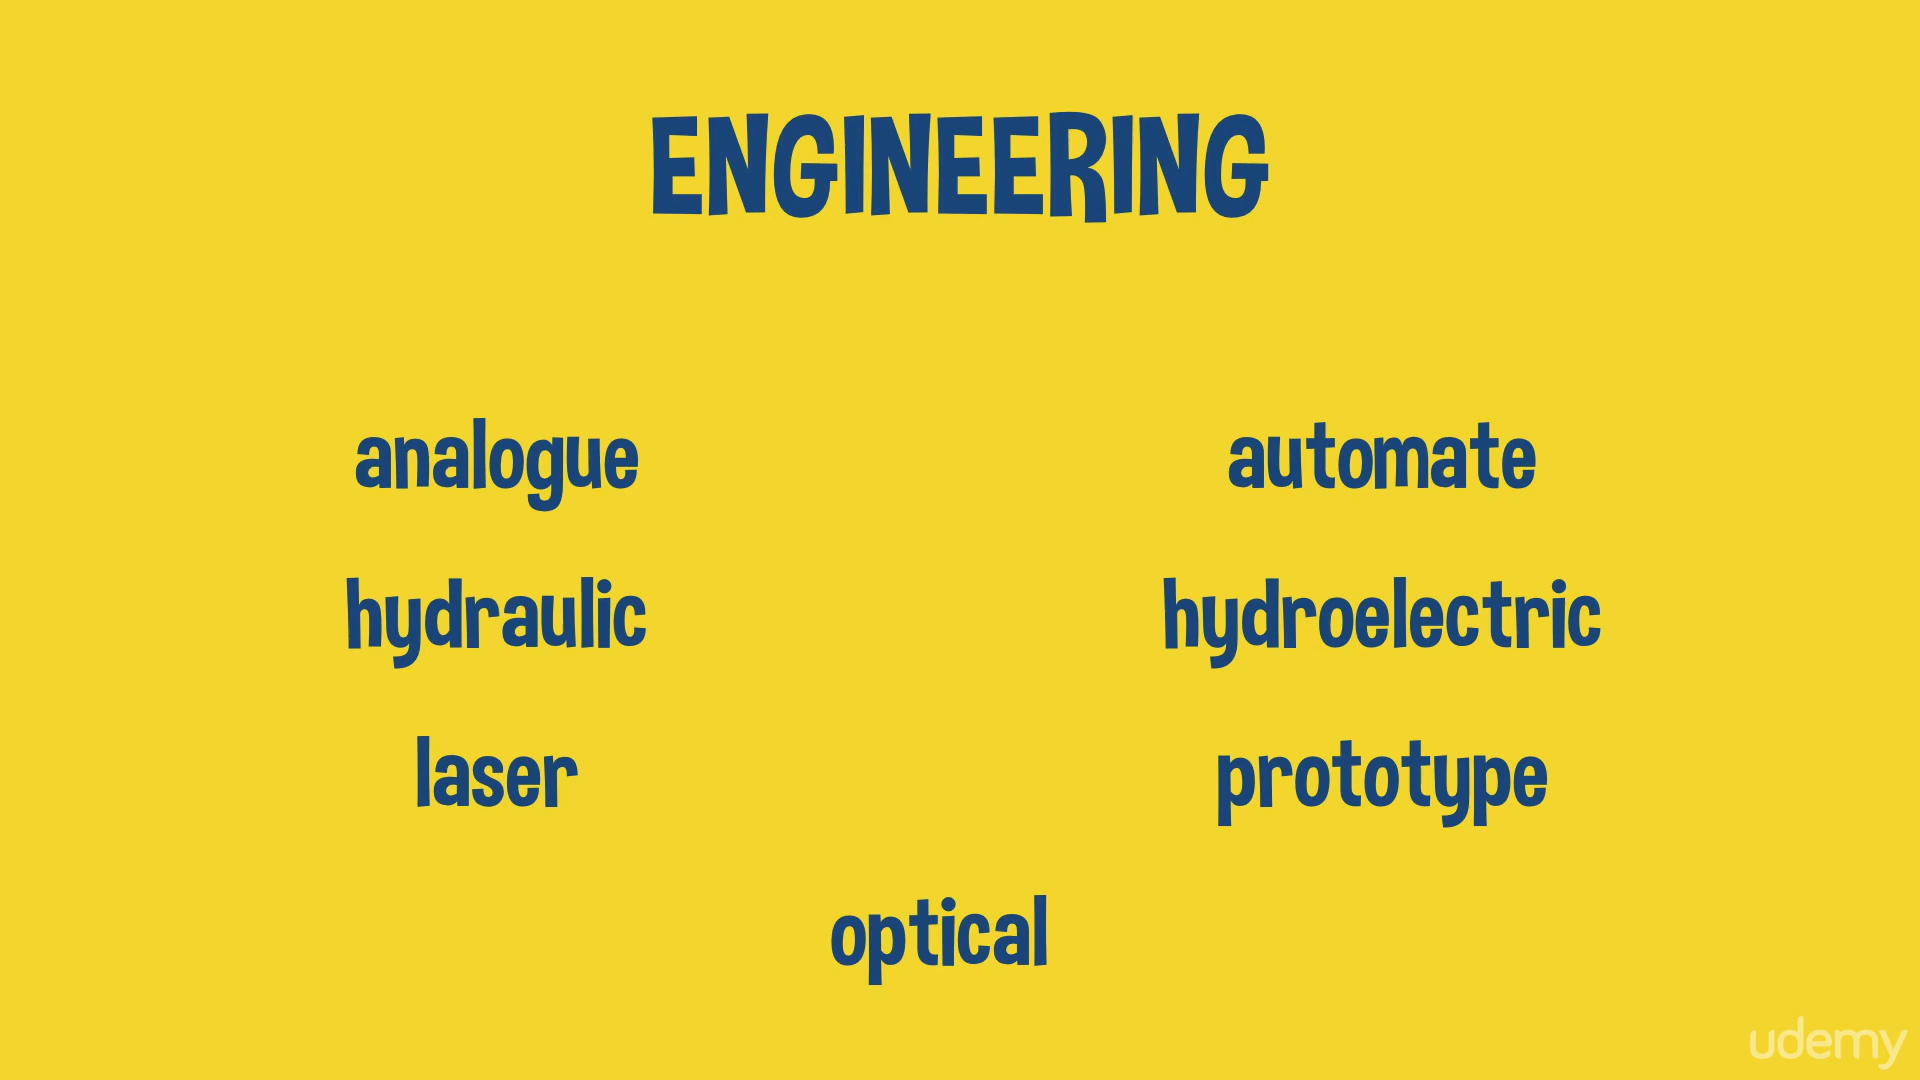 ENGINEERING
analogue automate
hydraulic hydroelectric
laser prototype
optical
udemy